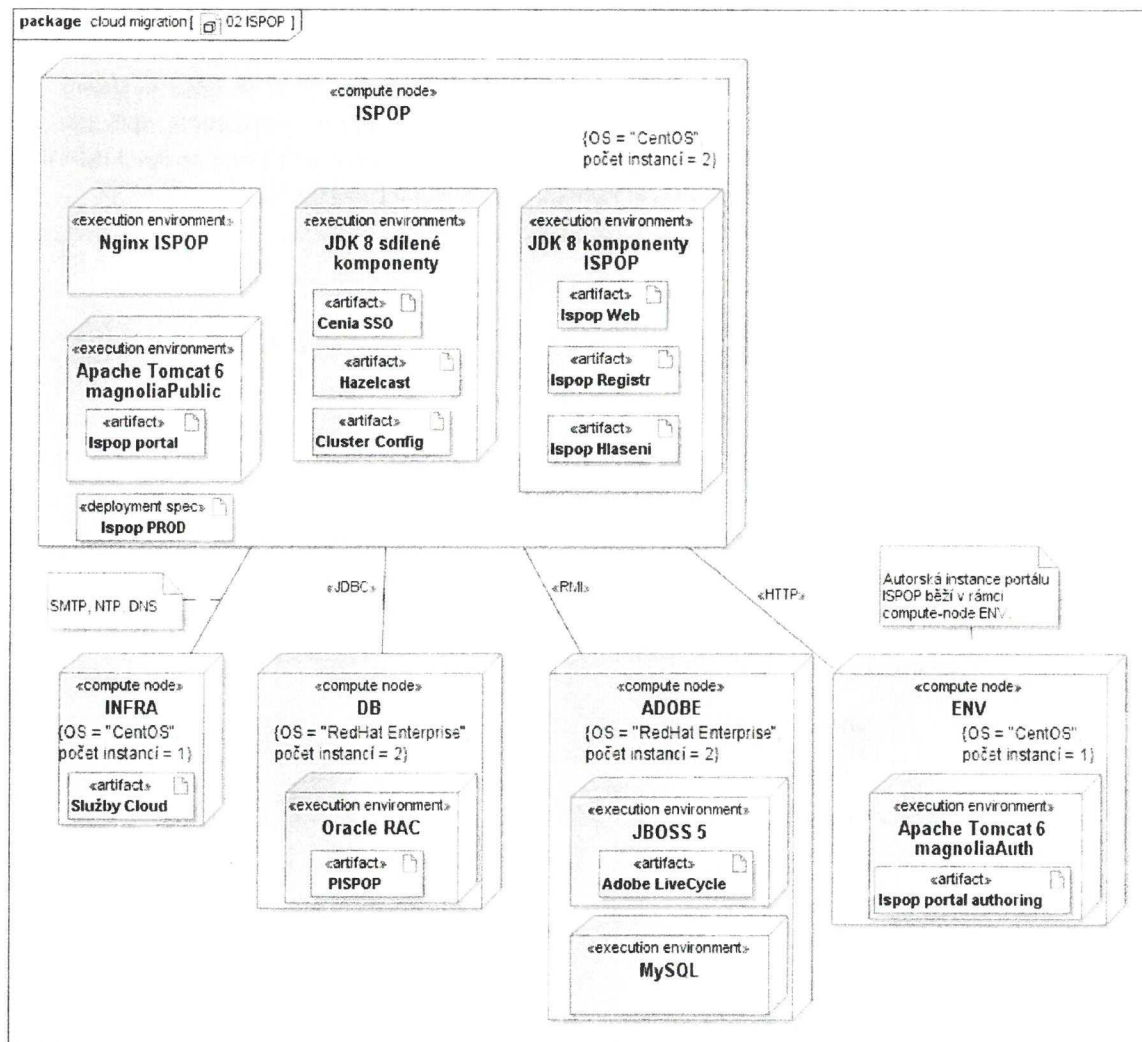 package cloud migration [ 02 ISPOP ]
«compute node»
ISPOP
{OS = "CentOS",
počet instancí = 2}
«execution environment»
Nginx ISPOP
«execution environment»
JDK 8 sdílené
komponenty
«artifact»
Cenia SSO
«artifact»
Hazelcast
«artifact»
Cluster Config
«execution environment»
JDK 8 komponenty
ISPOP
«artifact»
Ispop Web
«artifact»
Ispop Registr
«artifact»
Ispop Hlaseni
«execution environment»
Apache Tomcat 6
magnoliaPublic
«artifact»
Ispop portal
«deployment spec»
Ispop PROD
SMTP, NTP, DNS
«JDBC»
«RMI»
«HTTP»
Autorská instance portálu
ISPOP běží v rámci
compute-node ENV.
«compute node»
INFRA
{OS = "CentOS"
počet instancí = 1}
«artifact»
Služby Cloud
«compute node»
DB
{OS = "RedHat Enterprise"
počet instancí = 2}
«execution environment»
Oracle RAC
«artifact»
PISPOP
«compute node»
ADOBE
{OS = "RedHat Enterprise",
počet instancí = 2}
«execution environment»
JBOSS 5
«artifact»
Adobe LiveCycle
«execution environment»
MySQL
«compute node»
ENV
{OS = "CentOS"
počet instancí = 1}
«execution environment»
Apache Tomcat 6
magnoliaAuth
«artifact»
Ispop portal authoring